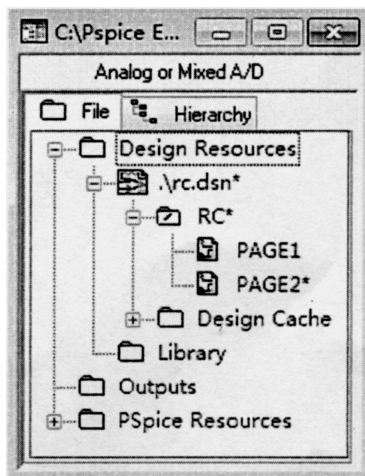 C:\Pspice E...
Analog or Mixed A/D
File Hierarchy
Design Resources
.\rc.dsn*
RC*
PAGE1
PAGE2*
Design Cache
Library
Outputs
PSpice Resources